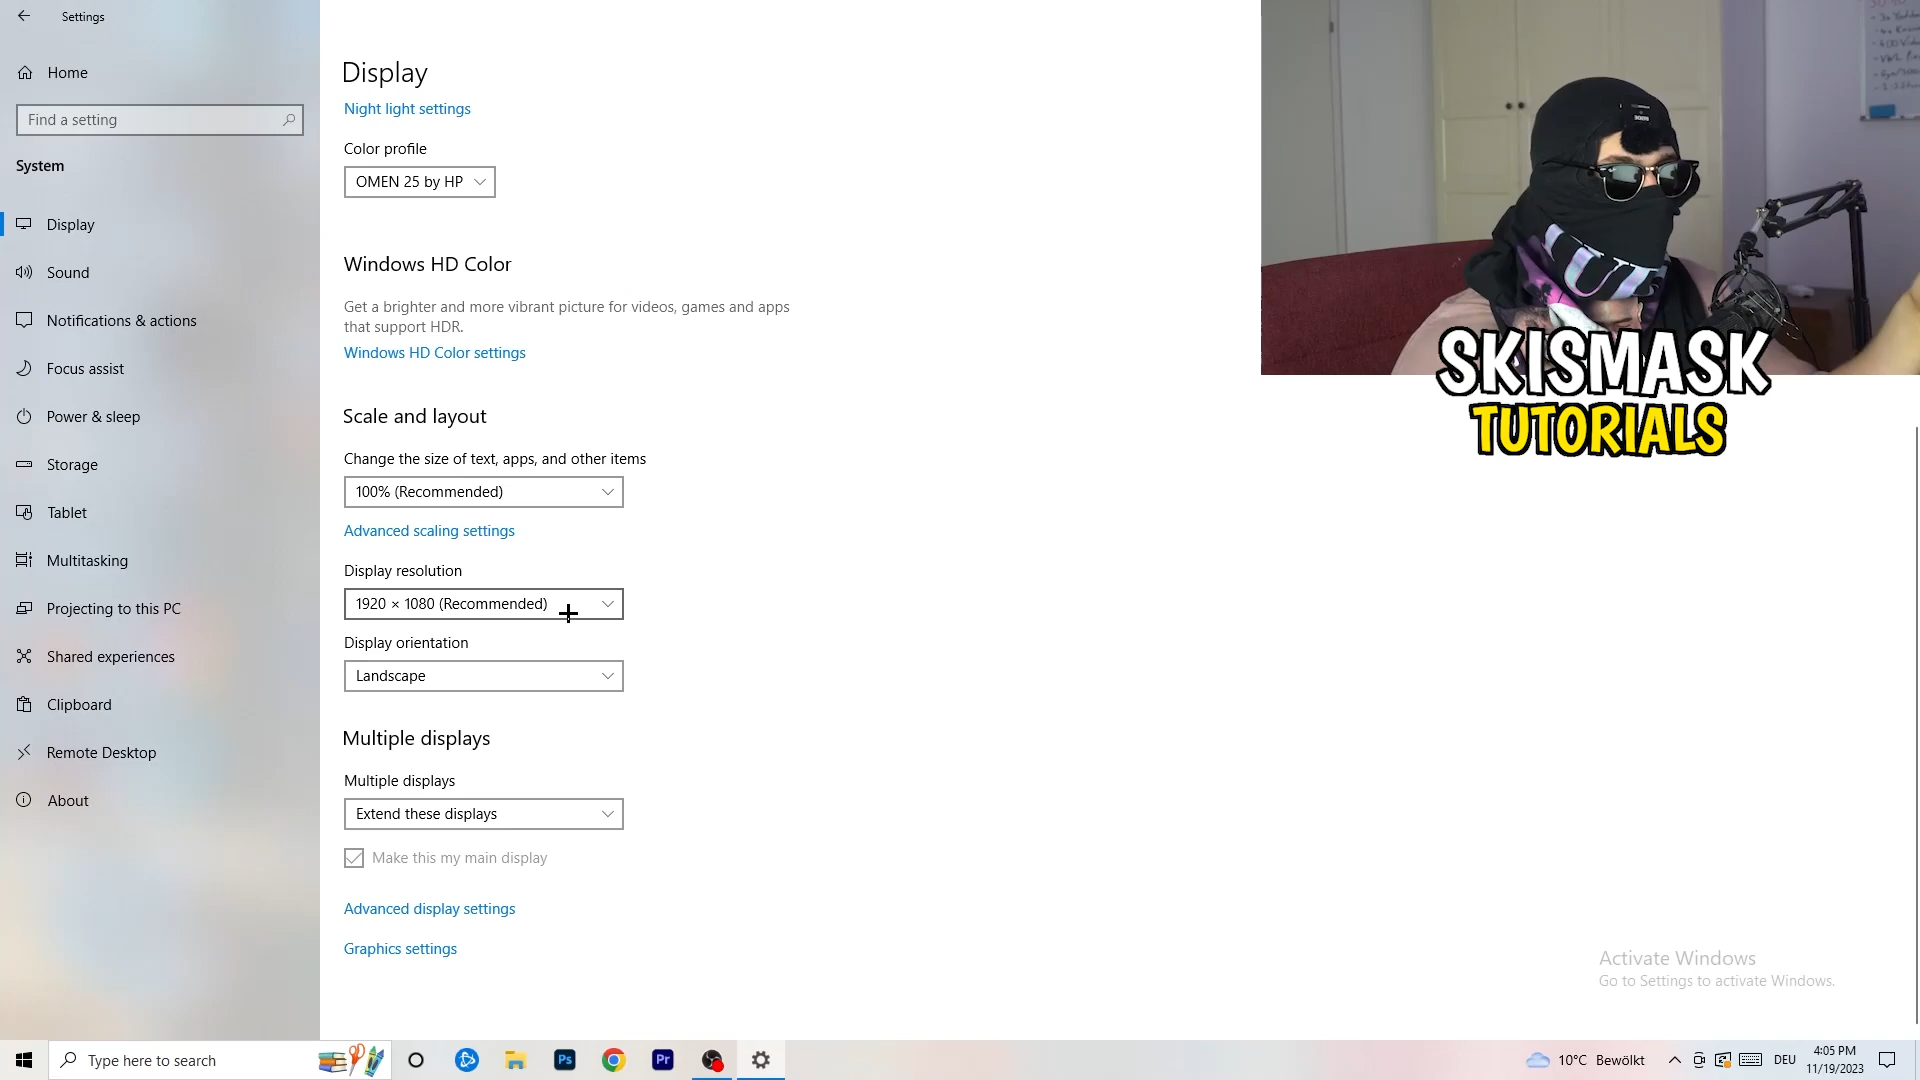 Settings
Home
Find a setting
System
Display
Sound
Notifications & actions
Focus assist
Power & sleep
Storage
Tablet
Multitasking
Projecting to this PC
Shared experiences
Clipboard
Remote Desktop
About
Display
Night light settings
Color profile
OMEN 25 by HP
Windows HD Color
Get a brighter and more vibrant picture for videos, games and apps
that support HDR.
Windows HD Color settings
Scale and layout
Change the size of text, apps, and other items
100% (Recommended)
Advanced scaling settings
Display resolution
1920 × 1080 (Recommended)
Display orientation
Landscape
Multiple displays
Multiple displays
Extend these displays
Make this my main display
Advanced display settings
Graphics settings
SKISMASK
TUTORIALS
Activate Windows
Go to Settings to activate Windows.
Type here to search
Ps
Pr
10°C Bewölkt
DEU
4:05 PM
11/19/2023